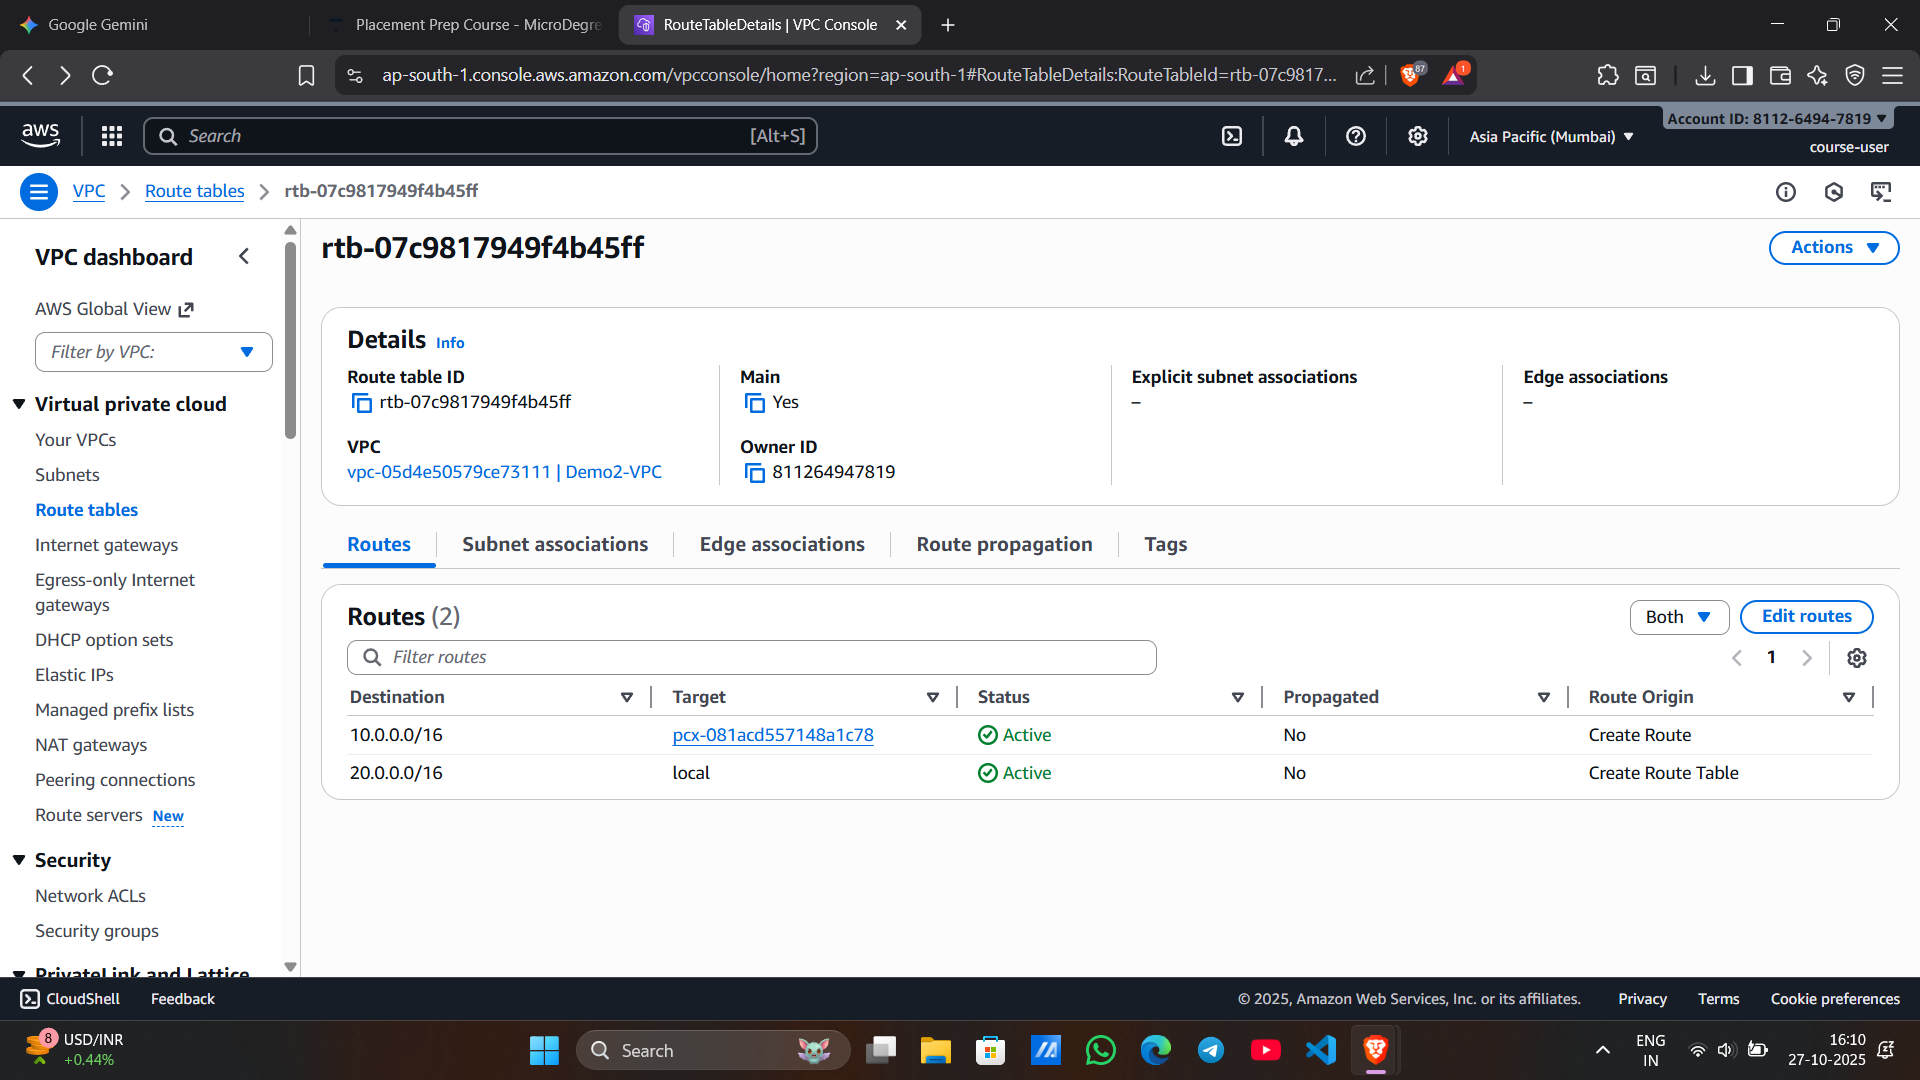 Google Gemini
Placement Prep Course - MicroDegre
RouteTableDetails | VPC Console
ap-south-1.console.aws.amazon.com/vpcconsole/home?region=ap-south-1#RouteTableDetails:RouteTableId=rtb-07c9817...
87
1
aws
Search
[Alt+S]
Asia Pacific (Mumbai)
Account ID: 8112-6494-7819
course-user
VPC
Route tables
rtb-07c9817949f4b45ff
VPC dashboard
AWS Global View
Filter by VPC:
Virtual private cloud
Your VPCs
Subnets
Route tables
Internet gateways
Egress-only Internet
gateways
DHCP option sets
Elastic IPs
Managed prefix lists
NAT gateways
Peering connections
Route servers New
Security
Network ACLs
Security groups
PrivateLink and Lattice
rtb-07c9817949f4b45ff
Actions
Details Info
Route table ID
rtb-07c9817949f4b45ff
Main
Yes
Explicit subnet associations
–
Edge associations
–
VPC
vpc-05d4e50579ce73111 | Demo2-VPC
Owner ID
811264947819
Routes
Subnet associations
Edge associations
Route propagation
Tags
Routes (2)
Both
Edit routes
Filter routes
1
Destination Target Status Propagated Route Origin
10.0.0.0/16 pcx-081acd557148a1c78 Active No Create Route
20.0.0.0/16 local Active No Create Route Table
CloudShell
Feedback
© 2025, Amazon Web Services, Inc. or its affiliates.
Privacy
Terms
Cookie preferences
8
USD/INR
+0.44%
Search
ENG
IN
16:10
27-10-2025